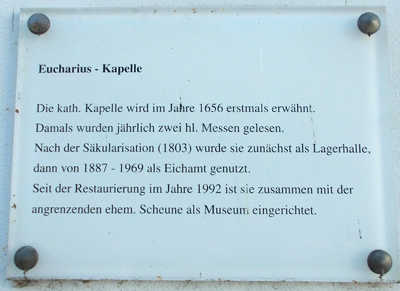 Eucharius - Kapelle
Die kath. Kapelle wird im Jahre 1656 erstmals erwähnt.
Damals wurden jährlich zwei hl. Messen gelesen.
Nach der Säkularisation (1803) wurde sie zunächst als Lagerhalle,
dann von 1887 - 1969 als Eichamt genutzt.
Seit der Restaurierung im Jahre 1992 ist sie zusammen mit der
angrenzenden ehem. Scheune als Museum eingerichtet.